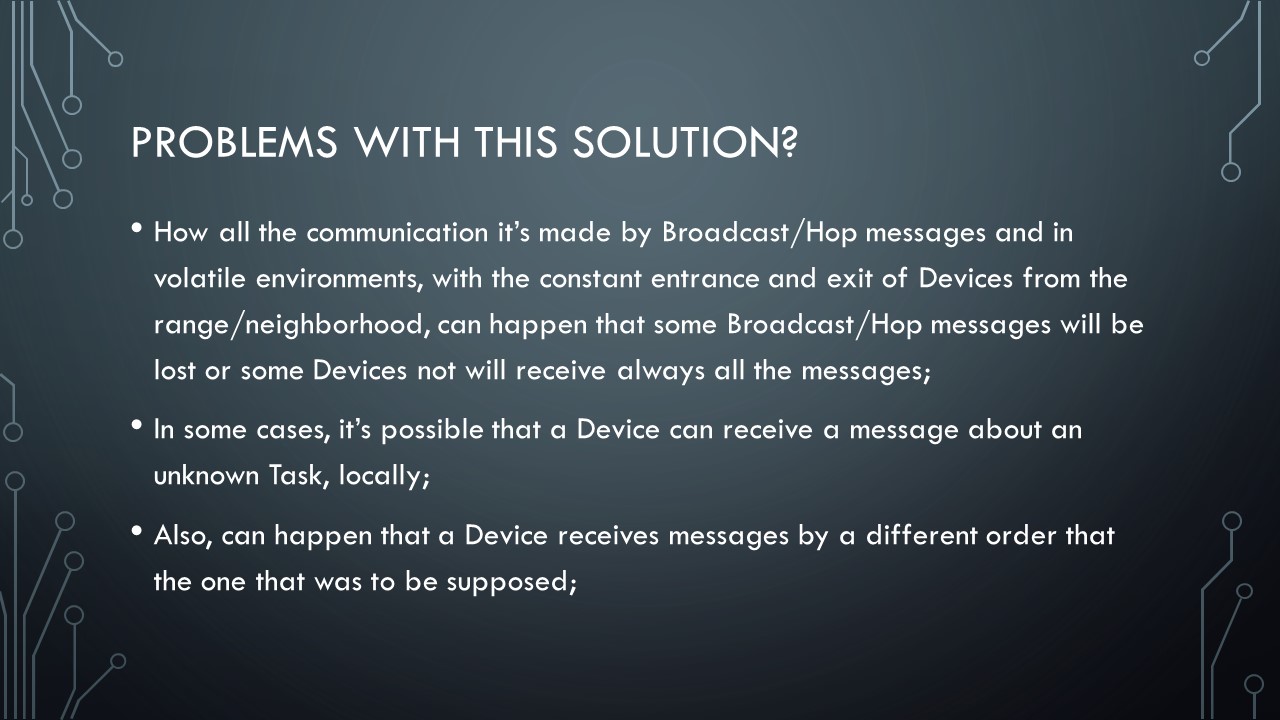 PROBLEMS WITH THIS SOLUTION?
• How all the communication it’s made by Broadcast/Hop messages and in
volatile environments, with the constant entrance and exit of Devices from the
range/neighborhood, can happen that some Broadcast/Hop messages will be
lost or some Devices not will receive always all the messages;
• In some cases, it’s possible that a Device can receive a message about an
unknown Task, locally;
• Also, can happen that a Device receives messages by a different order that
the one that was to be supposed;